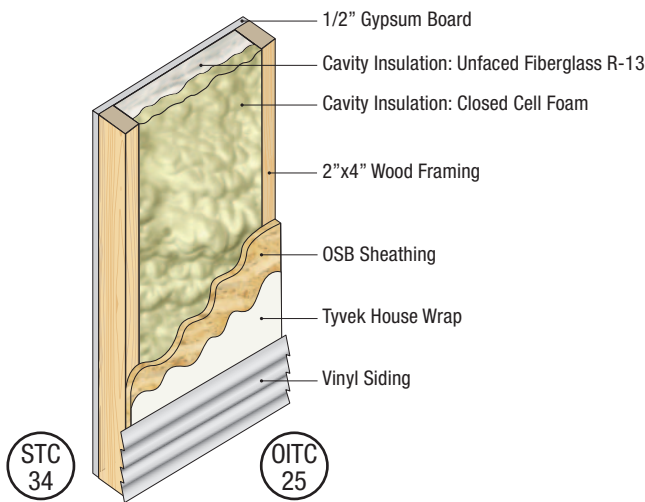 1/2” Gypsum Board
Cavity Insulation: Unfaced Fiberglass R-13
Cavity Insulation: Closed Cell Foam
2”x4” Wood Framing
OSB Sheathing
Tyvek House Wrap
Vinyl Siding
STC
34
OITC
25